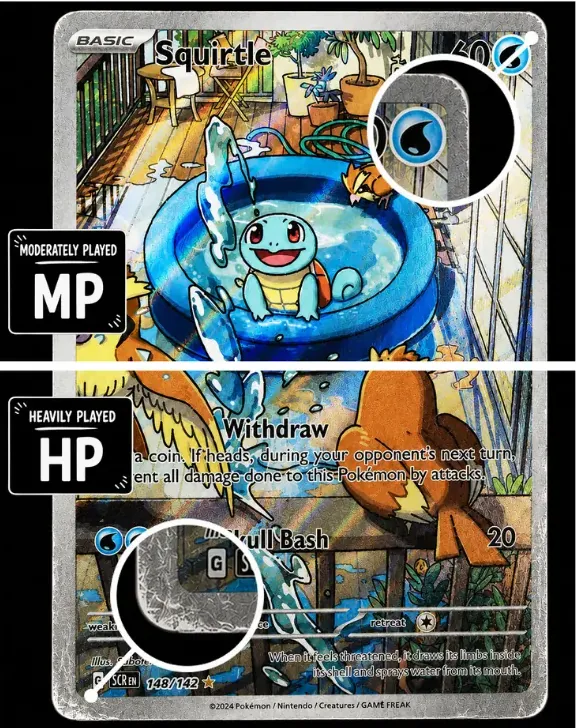 BASIC
Squirtle
60
MODERATELY PLAYED
MP
HEAVILY PLAYED
HP
Withdraw
a coin. If heads, during your opponent's next turn,
all damage done to this Pokémon by attacks.
Bash
20
G
weak
retreat
When it feels threatened, it draws its limbs inside
its shell and sprays water from its mouth.
Illus.
G SCR EN 148/142
©2024 Pokémon / Nintendo / Creatures / GAME FREAK